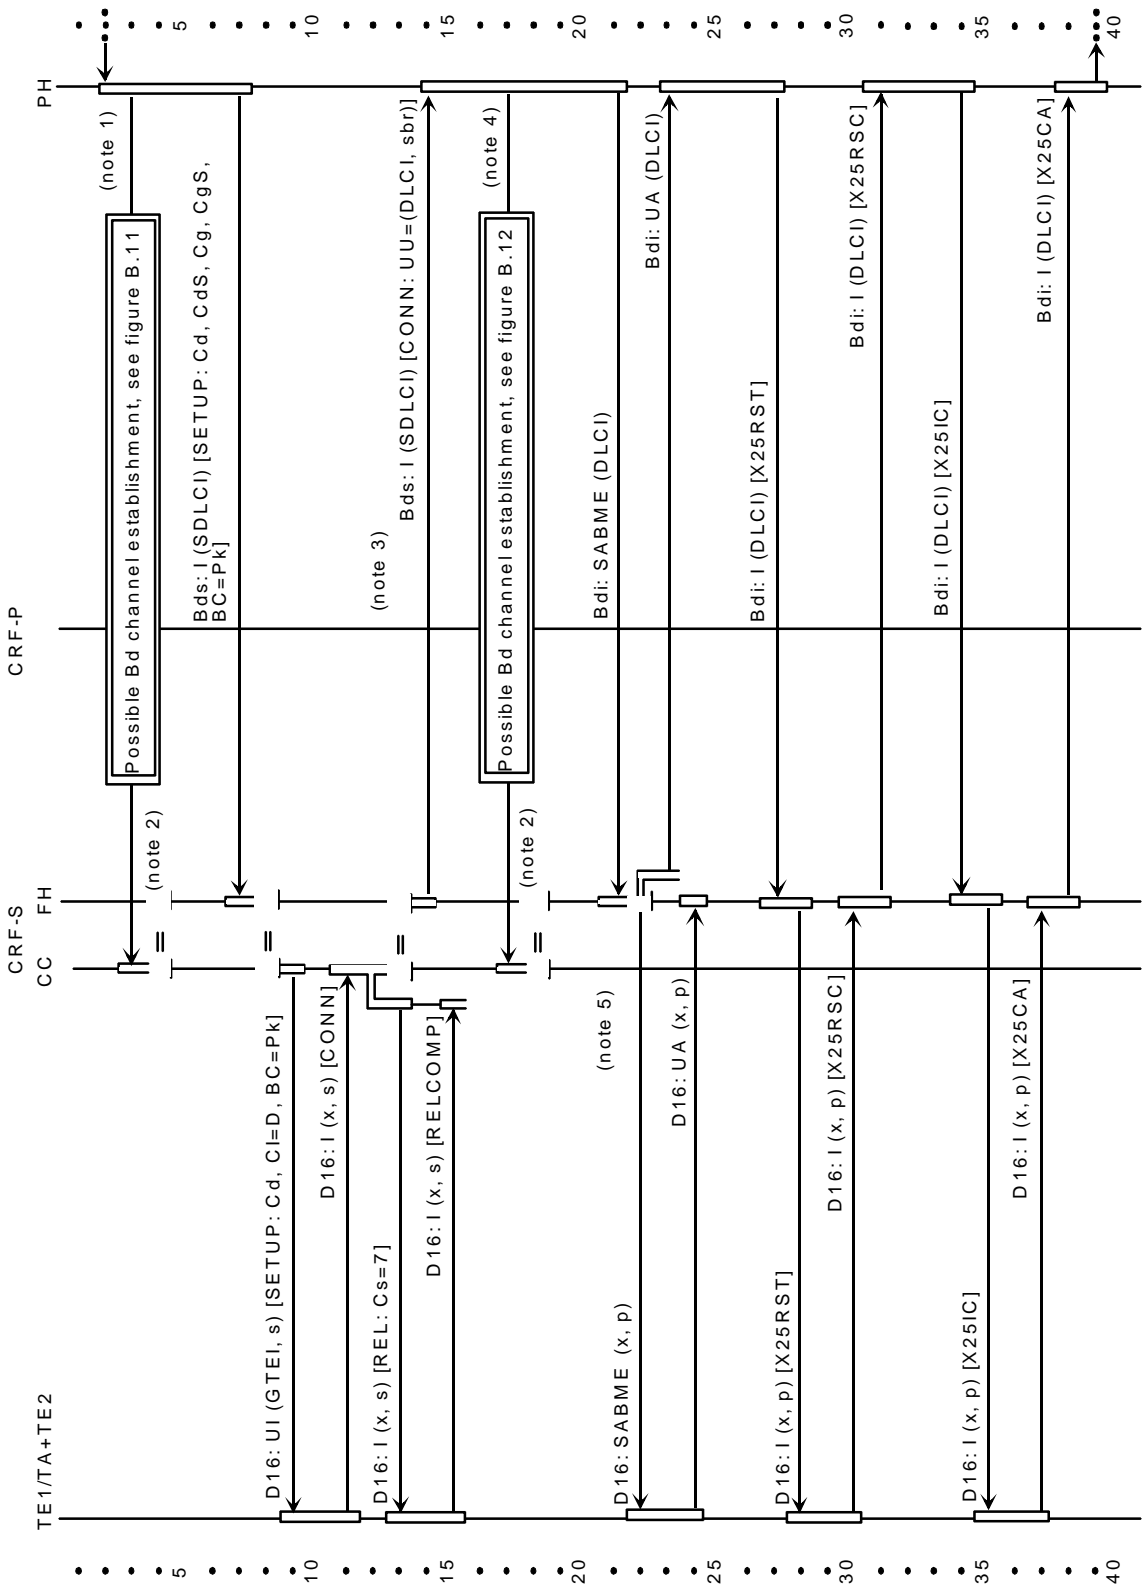 TE1/TA+TE2
CRF-S
CC
FH
CRF-P
PH
5
10
15
20
25
30
35
40
5
10
15
20
25
30
35
40
(note 1)
Possible Bd channel establishment, see figure B.11
(note 2)
Bds: I (SDLCI) [SETUP: Cd, CdS, Cg, CgS,
BC=Pk]
D16: UI (GTEI, s) [SETUP: Cd, CI=D, BC=Pk]
D16: I (x, s) [CONN]
(note 3)
D16: I (x, s) [REL: Cs=7]
Bds: I (SDLCI) [CONN: UU=(DLCI, sbr)]
D16: I (x, s) [RELCOMP]
(note 4)
Possible Bd channel establishment, see figure B.12
(note 2)
Bdi: SABME (DLCI)
(note 5)
D16: SABME (x, p)
Bdi: UA (DLCI)
D16: UA (x, p)
Bdi: I (DLCI) [X25RST]
D16: I (x, p) [X25RST]
D16: I (x, p) [X25RSC]
Bdi: I (DLCI) [X25RSC]
Bdi: I (DLCI) [X25IC]
D16: I (x, p) [X25IC]
D16: I (x, p) [X25CA]
Bdi: I (DLCI) [X25CA]